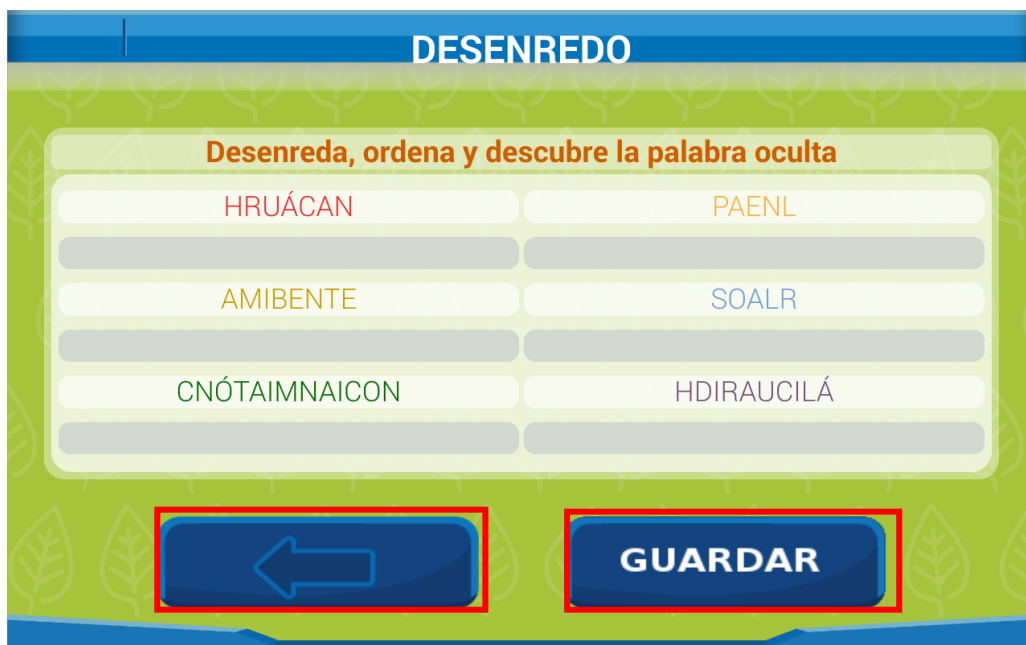 DESENREDO
Desenreda, ordena y descubre la palabra oculta
HRUÁCAN
PAENL
AMIBENTE
SOALR
CNÓTAIMNAICON
HDIRAUCILÁ
GUARDAR